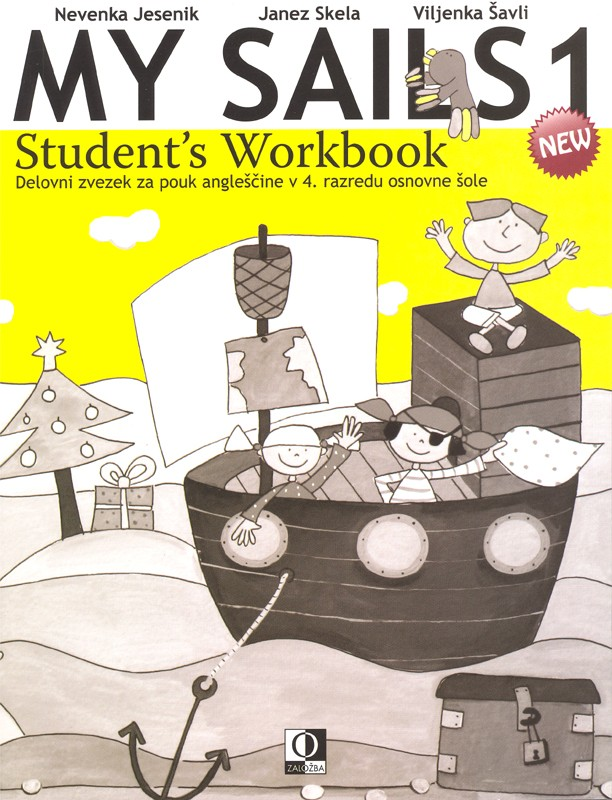 Nevenka Jesenik Janez Skela Viljenka Šavli
MY SAILS 1
NEW
Student's Workbook
Delovni zvezek za pouk angleščine v 4. razredu osnovne šole
ZALOŽBA